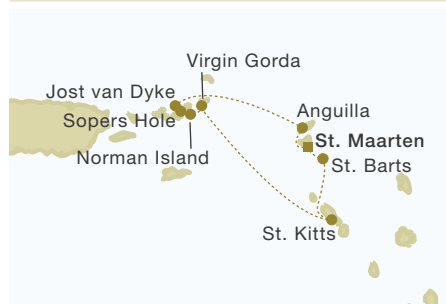 Virgin Gorda
Jost van Dyke
Anguilla
Sopers Hole
St. Maarten
Norman Island
St. Barts
St. Kitts